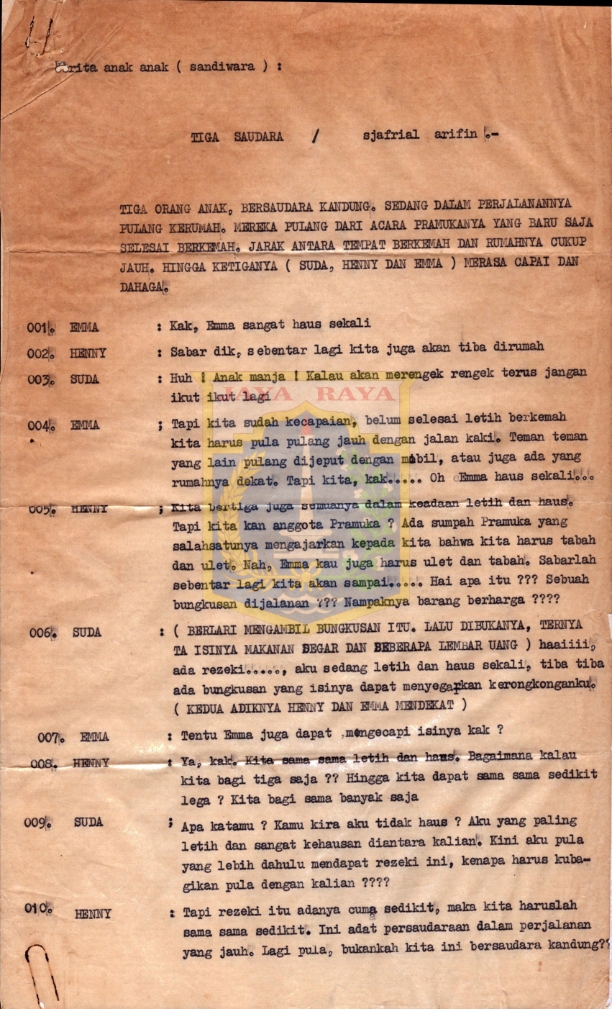 Cerita anak anak ( sandiwara ) :
TIGA SAUDARA / sjafrial arifin .-
TIGA ORANG ANAK, BERSAUDARA KANDUNG. SEDANG DALAM PERJALANANNYA
PULANG KERUMAH. MEREKA PULANG DARI ACARA PRAMUKANYA YANG BARU SAJA
SELESAI BERKEMAH. JARAK ANTARA TEMPAT BERKEMAH DAN RUMAHNYA CUKUP
JAUH. HINGGA KETIGANYA ( SUDA, HENNY DAN EMMA ) MERASA CAPAI DAN
DAHAGA.
001. EMMA : Kak, Emma sangat haus sekali
002. HENNY : Sabar dik, sebentar lagi kita juga akan tiba dirumah
003. SUDA : Huh ! Anak manja ! Kalau akan merengek rengek terus jangan
ikut ikut lagi
JAYA RAYA
004. EMMA ; Tapi kita sudah kecapaian, belum selesai letih berkemah
kita harus pula pulang jauh dengan jalan kaki. Teman teman
yang lain pulang dijeput dengan mobil, atau juga ada yang
rumahnya dekat. Tapi kita, kak..... Oh Emma haus sekali...
005. HENNY ; Kita bertiga juga semuanya dalam keadaan letih dan haus.
Tapi kita kan anggota Pramuka ? Ada sumpah Pramuka yang
salahsatunya mengajarkan kepada kita bahwa kita harus tabah
dan ulet. Nah, Emma kau juga harus ulet dan tabah. Sabarlah
sebentar lagi kita akan sampai..... Hai apa itu ??? Sebuah
bungkusan dijalanan ??? Nampaknya barang berharga ????
006. SUDA : ( BERLARI MENGAMBIL BUNGKUSAN ITU. LALU DIBUKANYA, TERNYA
TA ISINYA MAKANAN SEGAR DAN BEBERAPA LEMBAR UANG ) haaiiii,
ada rezeki....., aku sedang letih dan haus sekali, tiba tiba
ada bungkusan yang isinya dapat menyegarkan kerongkonganku.
( KEDUA ADIKNYA HENNY DAN EMMA MENDEKAT )
007. EMMA : Tentu Emma juga dapat mengecapi isinya kak ?
008. HENNY : Ya, kak. Kita sama sama letih dan haus. Bagaimana kalau
kita bagi tiga saja ?? Hingga kita dapat sama sama sedikit
lega ? Kita bagi sama banyak saja
009. SUDA ; Apa katamu ? Kamu kira aku tidak haus ? Aku yang paling
letih dan sangat kehausan diantara kalian. Kini aku pula
yang lebih dahulu mendapat rezeki ini, kenapa harus kuba-
gikan pula dengan kalian ????
010. HENNY : Tapi rezeki itu adanya cuma sedikit, maka kita haruslah
sama sama sedikit. Ini adat persaudaraan dalam perjalanan
yang jauh. Lagi pula, bukankah kita ini bersaudara kandung??